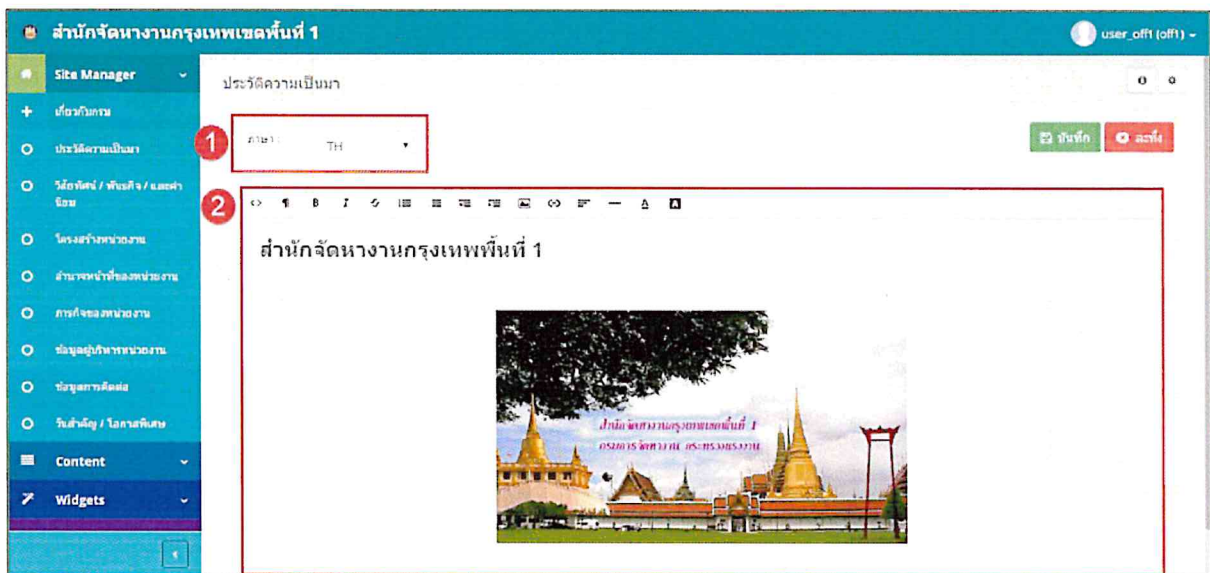 สำนักจัดหางานกรุงเทพเขตพื้นที่ 1
user_off1 (off1)
Site Manager
เกี่ยวกับกรม
ประวัติความเป็นมา
วิสัยทัศน์ / พันธกิจ / และค่า
นิยม
โครงสร้างหน่วยงาน
อำนาจหน้าที่ของหน่วยงาน
ภารกิจของหน่วยงาน
ข้อมูลผู้บริหารหน่วยงาน
ข้อมูลการติดต่อ
วันสำคัญ / โอกาสพิเศษ
Content
Widgets
ประวัติความเป็นมา
1
ภาษา :
TH
บันทึก
ละทิ้ง
2
B I S
A A
สำนักจัดหางานกรุงเทพพื้นที่ 1
สำนักจัดหางานกรุงเทพเขตพื้นที่ 1
กรมการจัดหางาน กระทรวงแรงงาน